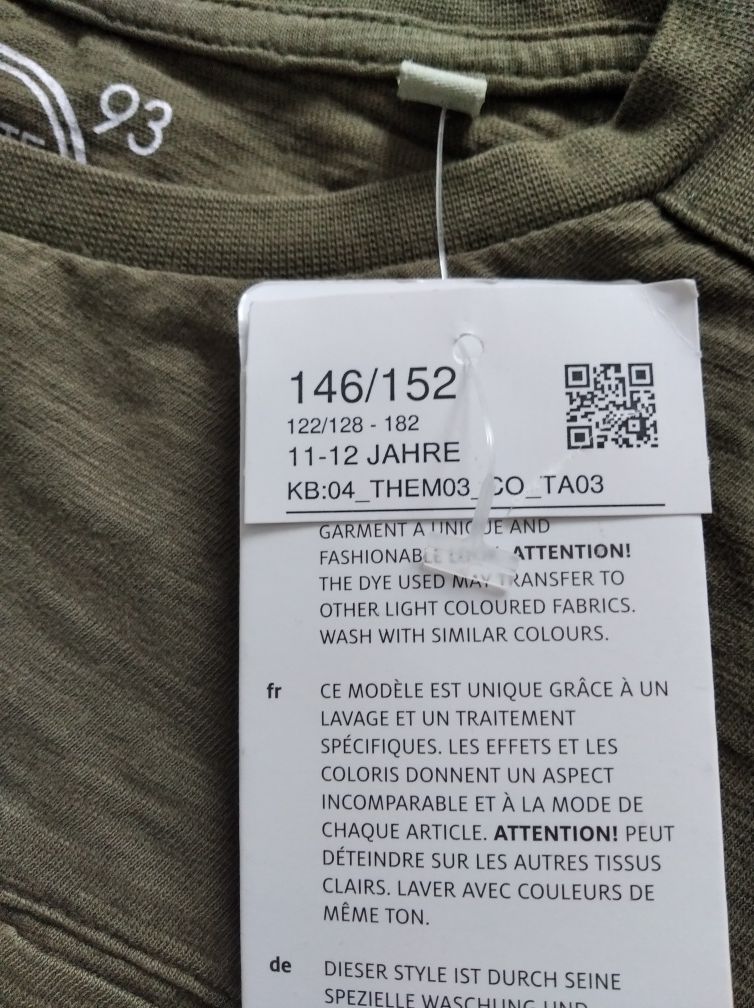 93
146/152
122/128 - 182
11-12 JAHRE
KB:04_THEM03_CO_TA03
GARMENT A UNIQUE AND
FASHIONABLE ATTENTION!
THE DYE USED MAY TRANSFER TO
OTHER LIGHT COLOURED FABRICS.
WASH WITH SIMILAR COLOURS.
fr CE MODÈLE EST UNIQUE GRÂCE À UN
LAVAGE ET UN TRAITEMENT
SPÉCIFIQUES. LES EFFETS ET LES
COLORIS DONNENT UN ASPECT
INCOMPARABLE ET À LA MODE DE
CHAQUE ARTICLE. ATTENTION! PEUT
DÉTEINDRE SUR LES AUTRES TISSUS
CLAIRS. LAVER AVEC COULEURS DE
MÊME TON.
de DIESER STYLE IST DURCH SEINE
SPEZIELLE WASCHUNG UND